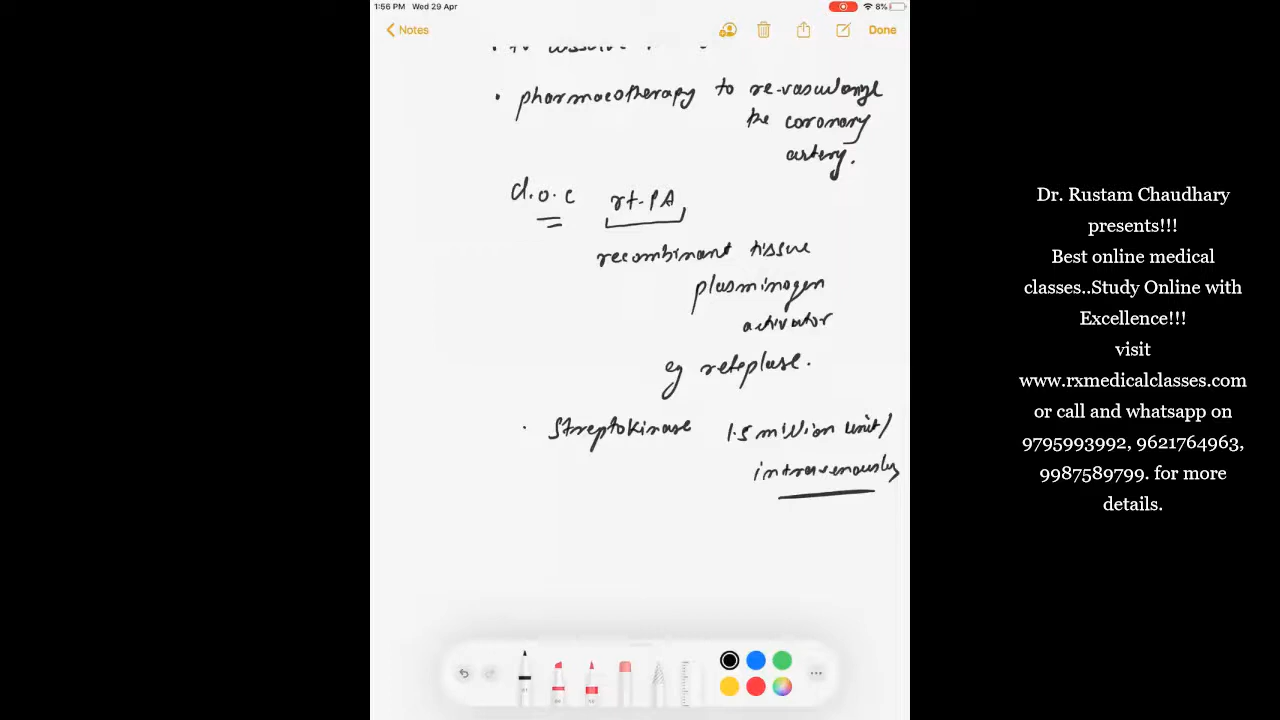 1:56 PM Wed 29 Apr
8%
Notes
Done
• pharmacotherapy to re-vascularize
the coronary
artery.
d.o.c rt-PA
recombinant tissue
plasminogen
activator
eg reteplase.
• Streptokinase 1.5 million unit/
intravenously
Dr. Rustam Chaudhary
presents!!!
Best online medical
classes..Study Online with
Excellence!!!
visit
www.rxmedicalclasses.com
or call and whatsapp on
9795993992, 9621764963,
9987589799. for more
details.